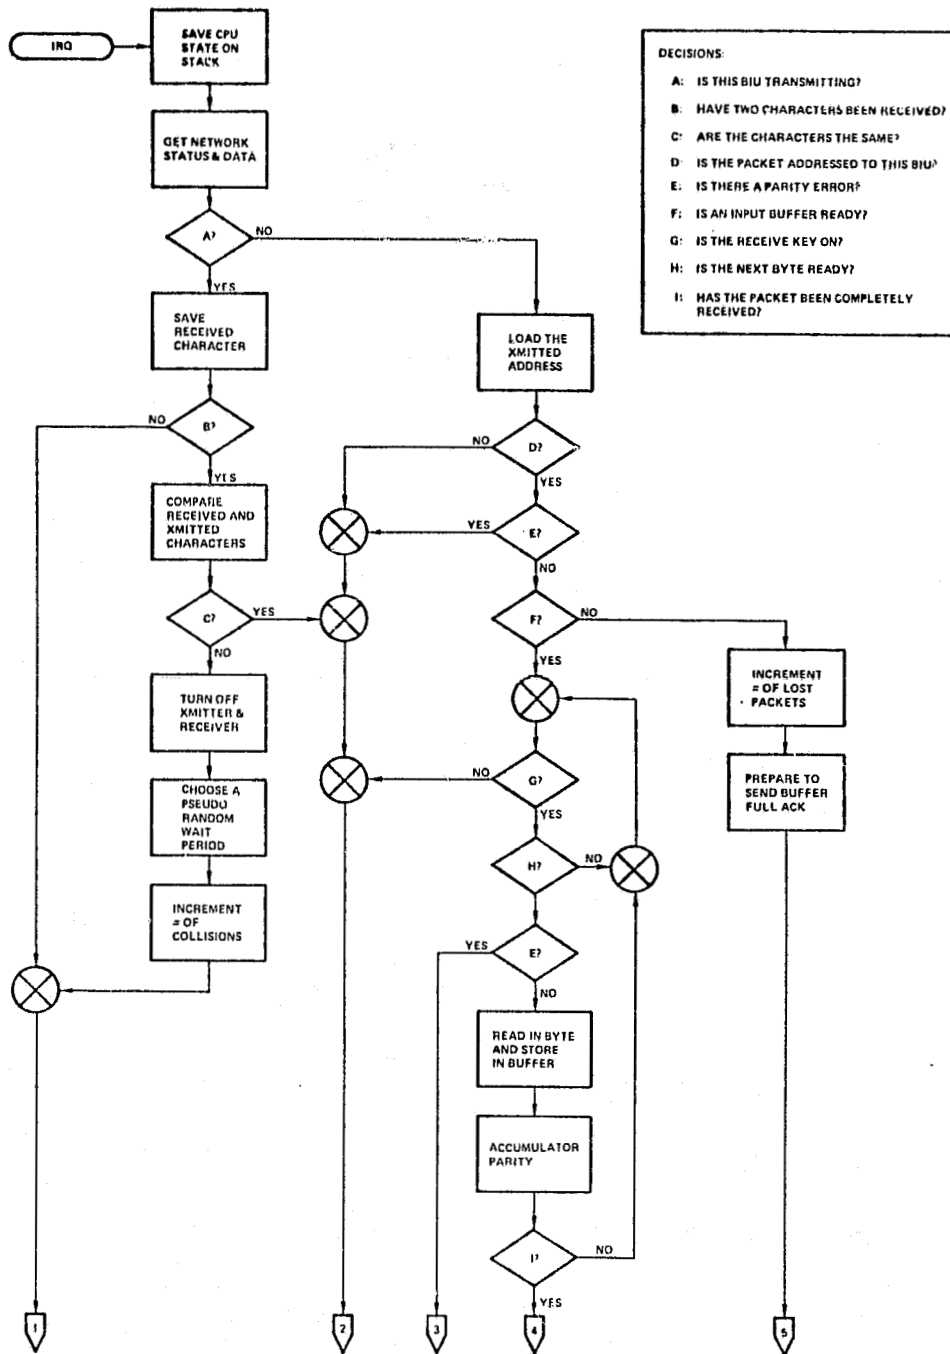 IRQ
SAVE CPU
STATE ON
STACK
GET NETWORK
STATUS & DATA
A?
NO
YES
SAVE
RECEIVED
CHARACTER
B?
NO
YES
COMPARE
RECEIVED AND
XMITTED
CHARACTERS
C?
YES
NO
TURN OFF
XMITTER &
RECEIVER
CHOOSE A
PSEUDO
RANDOM
WAIT
PERIOD
INCREMENT
= OF
COLLISIONS
1
LOAD THE
XMITTED
ADDRESS
D?
NO
YES
E?
YES
NO
F?
NO
YES
G?
NO
YES
H?
NO
E?
YES
NO
READ IN BYTE
AND STORE
IN BUFFER
ACCUMULATOR
PARITY
I?
NO
YES
2
3
4
INCREMENT
= OF LOST
PACKETS
PREPARE TO
SEND BUFFER
FULL ACK
5
DECISIONS:
A: IS THIS BIU TRANSMITTING?
B: HAVE TWO CHARACTERS BEEN RECEIVED?
C: ARE THE CHARACTERS THE SAME?
D: IS THE PACKET ADDRESSED TO THIS BIU?
E: IS THERE A PARITY ERROR?
F: IS AN INPUT BUFFER READY?
G: IS THE RECEIVE KEY ON?
H: IS THE NEXT BYTE READY?
I: HAS THE PACKET BEEN COMPLETELY
RECEIVED?